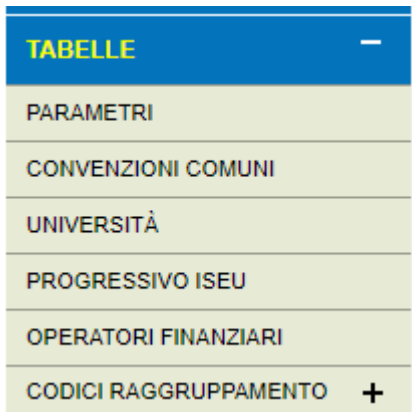 TABELLE −
PARAMETRI
CONVENZIONI COMUNI
UNIVERSITÀ
PROGRESSIVO ISEU
OPERATORI FINANZIARI
CODICI RAGGRUPPAMENTO +